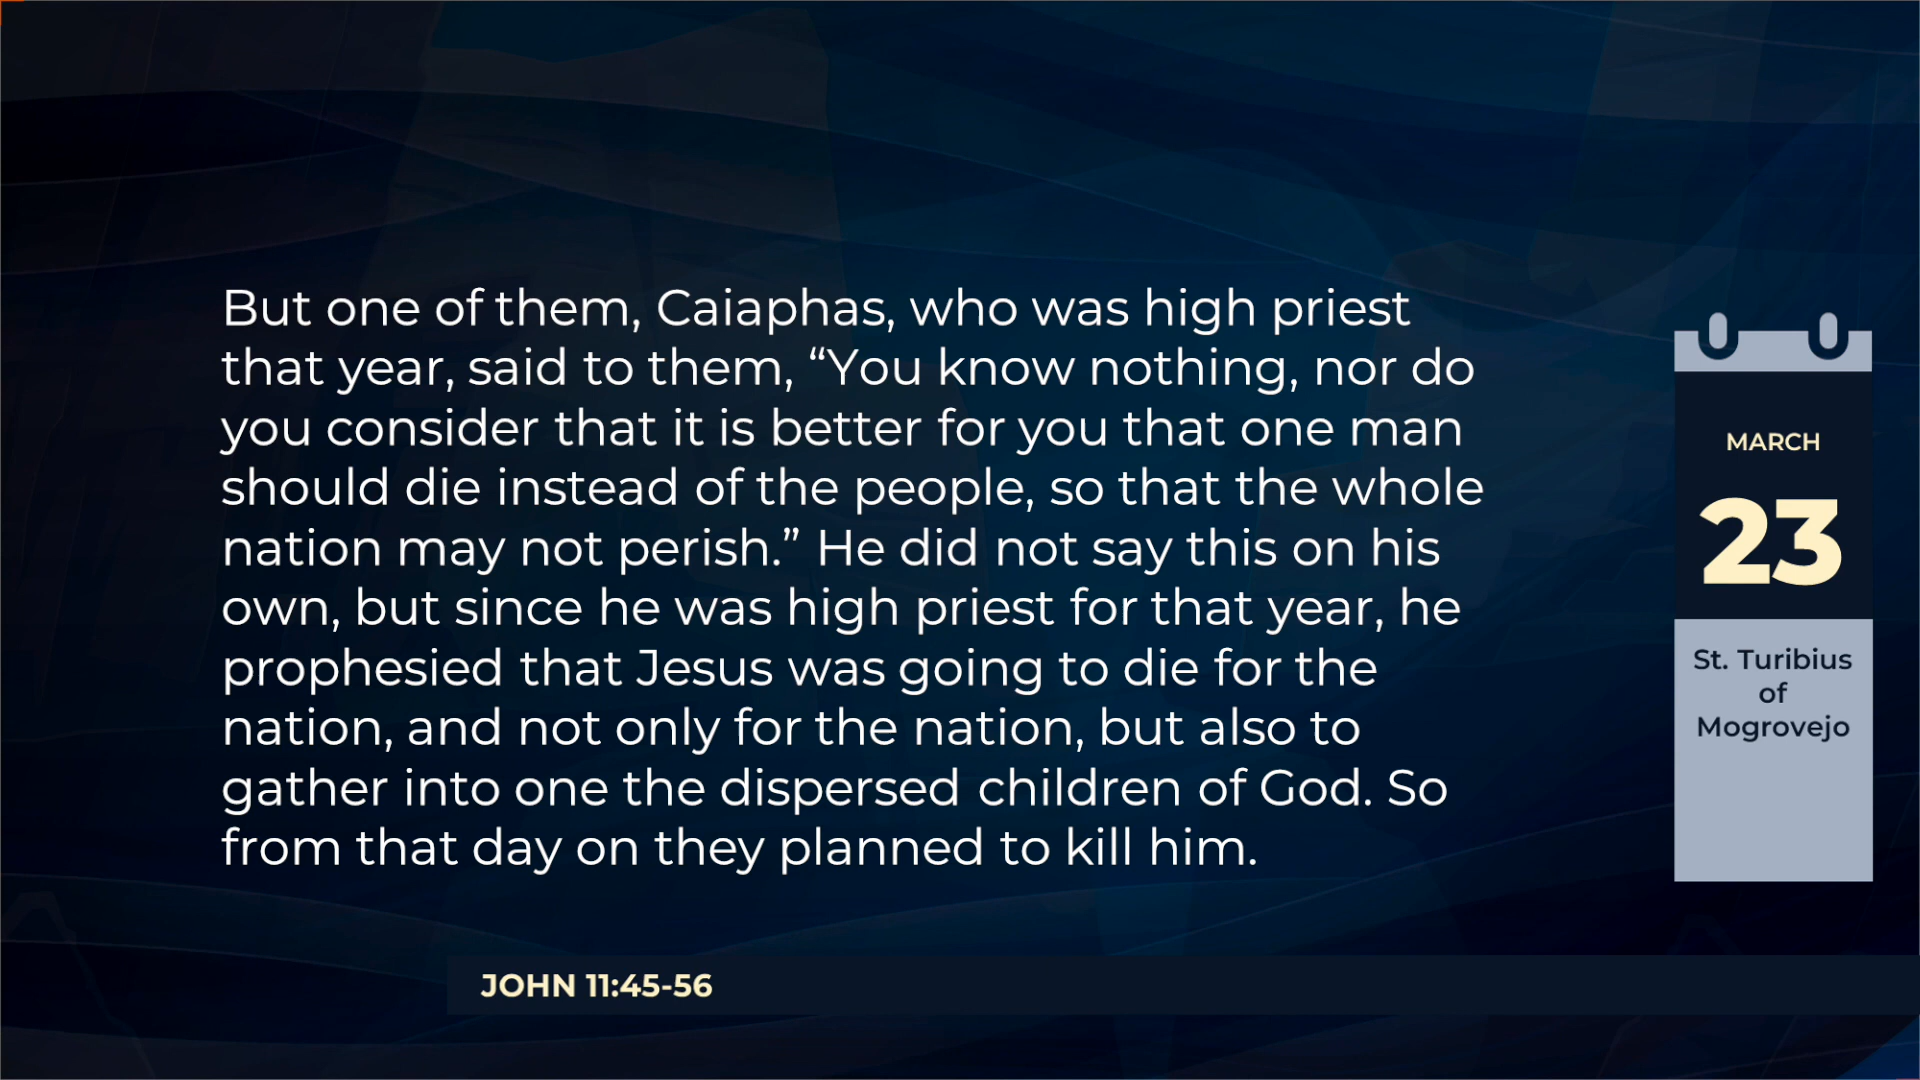 But one of them, Caiaphas, who was high priest
that year, said to them, “You know nothing, nor do
you consider that it is better for you that one man
should die instead of the people, so that the whole
nation may not perish.” He did not say this on his
own, but since he was high priest for that year, he
prophesied that Jesus was going to die for the
nation, and not only for the nation, but also to
gather into one the dispersed children of God. So
from that day on they planned to kill him.
MARCH
23
St. Turibius
of
Mogrovejo
JOHN 11:45-56